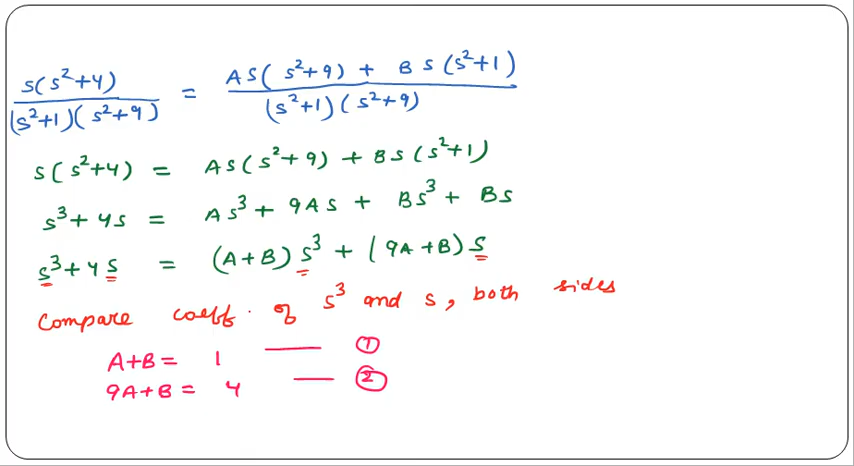 s(s²+4)/(s²+1)(s²+9) = As(s²+9) + Bs(s²+1)/(s²+1)(s²+9)
s(s²+4) = As(s²+9) + Bs(s²+1)
s³+4s = As³ + 9As + Bs³ + Bs
s³+4s = (A+B)s³ + (9A+B)s
Compare coeff. of s³ and s, both sides
A+B = 1 —— ①
9A+B = 4 —— ②